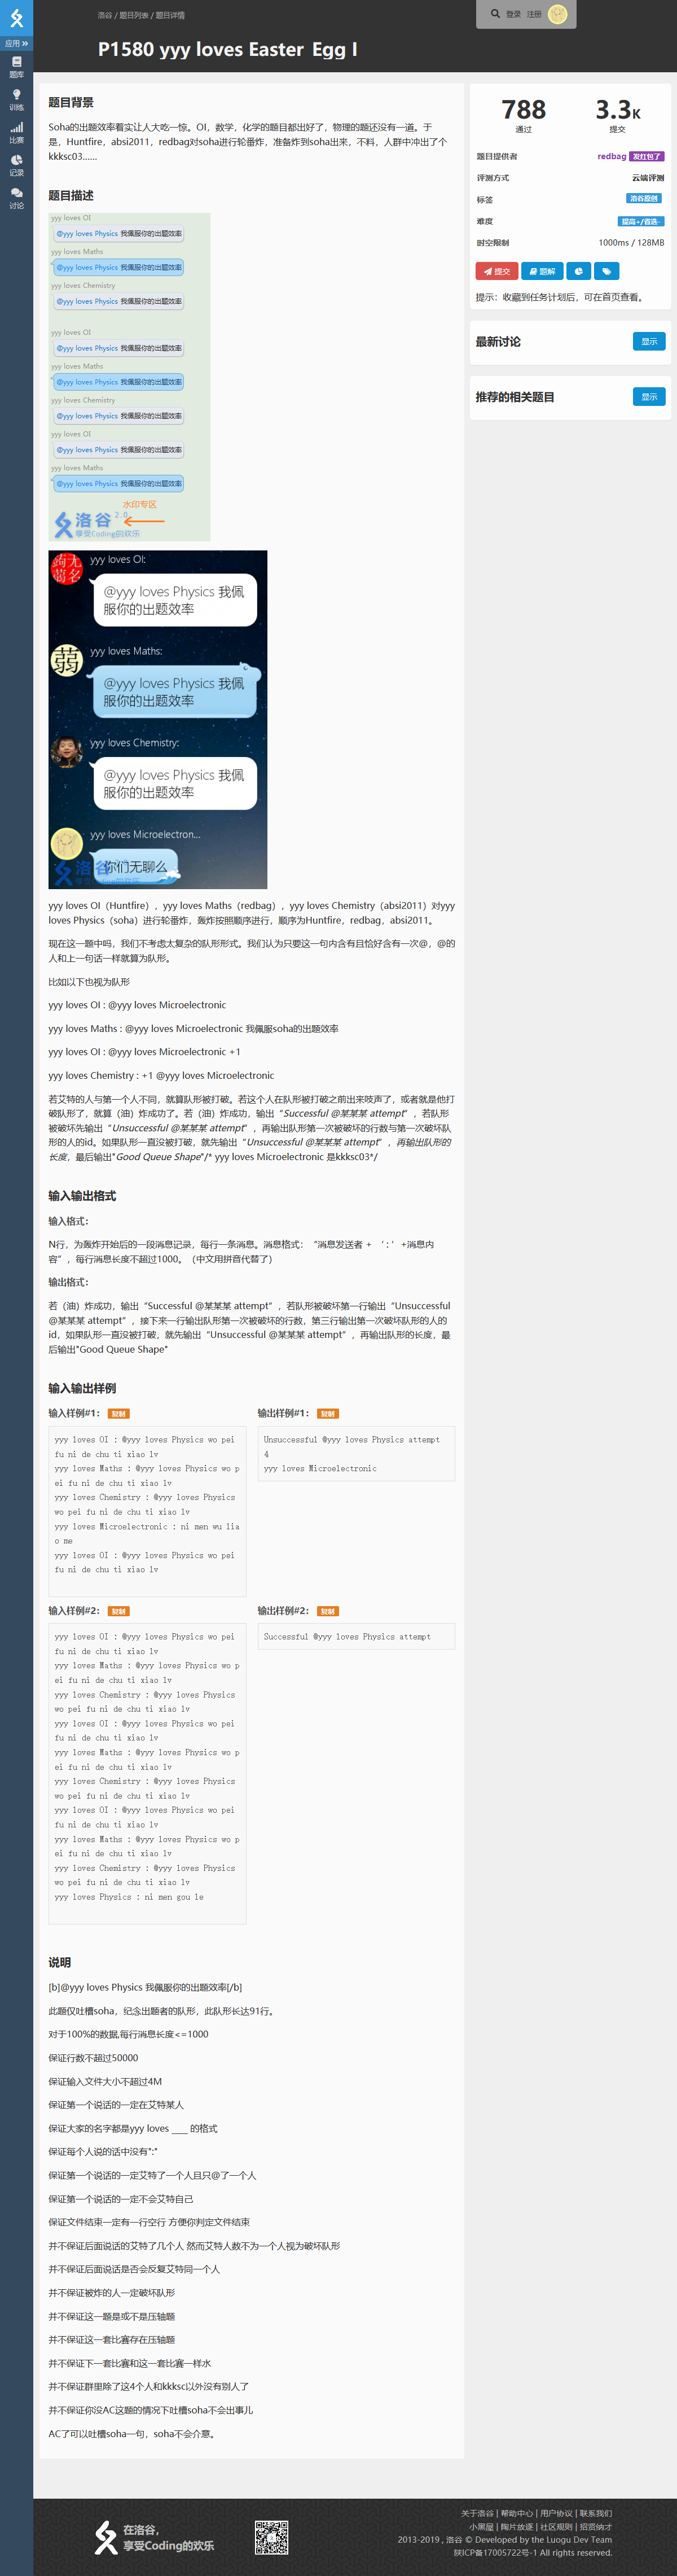 洛谷 / 题目列表 / 题目详情
登录 注册
P1580 yyy loves Easter Egg I
应用
题库
训练
比赛
记录
讨论
题目背景
Soha的出题效率着实让人大吃一惊。OI，数学，化学的题目都出好了，物理的题还没有一道。于
是，Huntfire，absi2011，redbag对soha进行轮番炸，准备炸到soha出来，不料，人群中冲出了个
kkksc03……
题目描述
yyy loves OI
@yyy loves Physics 我佩服你的出题效率
yyy loves Maths
@yyy loves Physics 我佩服你的出题效率
yyy loves Chemistry
@yyy loves Physics 我佩服你的出题效率
yyy loves OI
@yyy loves Physics 我佩服你的出题效率
yyy loves Maths
@yyy loves Physics 我佩服你的出题效率
yyy loves Chemistry
@yyy loves Physics 我佩服你的出题效率
yyy loves OI
@yyy loves Physics 我佩服你的出题效率
yyy loves Maths
@yyy loves Physics 我佩服你的出题效率
水印专区
洛谷 2.0
享受Coding的欢乐
yyy loves OI:
@yyy loves Physics 我佩
服你的出题效率
弱
yyy loves Maths:
@yyy loves Physics 我佩
服你的出题效率
yyy loves Chemistry:
@yyy loves Physics 我佩
服你的出题效率
yyy loves Microelectron...
你们无聊么
yyy loves OI（Huntfire），yyy loves Maths（redbag），yyy loves Chemistry（absi2011）对yyy
loves Physics（soha）进行轮番炸，轰炸按照顺序进行，顺序为Huntfire，redbag，absi2011。
现在这一题中吗，我们不考虑太复杂的队形形式。我们认为只要这一句内含有且恰好含有一次@，@的
人和上一句话一样就算为队形。
比如以下也视为队形
yyy loves OI : @yyy loves Microelectronic
yyy loves Maths : @yyy loves Microelectronic 我佩服soha的出题效率
yyy loves OI : @yyy loves Microelectronic +1
yyy loves Chemistry : +1 @yyy loves Microelectronic
若艾特的人与第一个人不同，就算队形被打破。若这个人在队形被打破之前出来吱声了，或者就是他打
破队形了，就算（油）炸成功了。若（油）炸成功，输出“Successful @某某某 attempt”，若队形
被破坏先输出“Unsuccessful @某某某 attempt”，再输出队形第一次被破坏的行数与第一次破坏队
形的人的id。如果队形一直没被打破，就先输出“Unsuccessful @某某某 attempt”，再输出队形的
长度，最后输出"Good Queue Shape"/* yyy loves Microelectronic 是kkksc03*/
输入输出格式
输入格式：
N行，为轰炸开始后的一段消息记录，每行一条消息。消息格式：“消息发送者 + ‘ : ’ +消息内
容”，每行消息长度不超过1000。（中文用拼音代替了）
输出格式：
若（油）炸成功，输出“Successful @某某某 attempt”，若队形被破坏第一行输出“Unsuccessful
@某某某 attempt”，接下来一行输出队形第一次被破坏的行数，第三行输出第一次破坏队形的人的
id，如果队形一直没被打破，就先输出“Unsuccessful @某某某 attempt”，再输出队形的长度，最
后输出"Good Queue Shape"
输入输出样例
输入样例#1： 复制
yyy loves OI : @yyy loves Physics wo pei
fu ni de chu ti xiao lv
yyy loves Maths : @yyy loves Physics wo p
ei fu ni de chu ti xiao lv
yyy loves Chemistry : @yyy loves Physics
wo pei fu ni de chu ti xiao lv
yyy loves Microelectronic : ni men wu lia
o me
yyy loves OI : @yyy loves Physics wo pei
fu ni de chu ti xiao lv
输出样例#1： 复制
Unsuccessful @yyy loves Physics attempt
4
yyy loves Microelectronic
输入样例#2： 复制
yyy loves OI : @yyy loves Physics wo pei
fu ni de chu ti xiao lv
yyy loves Maths : @yyy loves Physics wo p
ei fu ni de chu ti xiao lv
yyy loves Chemistry : @yyy loves Physics
wo pei fu ni de chu ti xiao lv
yyy loves OI : @yyy loves Physics wo pei
fu ni de chu ti xiao lv
yyy loves Maths : @yyy loves Physics wo p
ei fu ni de chu ti xiao lv
yyy loves Chemistry : @yyy loves Physics
wo pei fu ni de chu ti xiao lv
yyy loves OI : @yyy loves Physics wo pei
fu ni de chu ti xiao lv
yyy loves Maths : @yyy loves Physics wo p
ei fu ni de chu ti xiao lv
yyy loves Chemistry : @yyy loves Physics
wo pei fu ni de chu ti xiao lv
yyy loves Physics : ni men gou le
输出样例#2： 复制
Successful @yyy loves Physics attempt
说明
[b]@yyy loves Physics 我佩服你的出题效率[/b]
此题仅吐槽soha，纪念出题者的队形，此队形长达91行。
对于100%的数据,每行消息长度<=1000
保证行数不超过50000
保证输入文件大小不超过4M
保证第一个说话的一定在艾特某人
保证大家的名字都是yyy loves ____ 的格式
保证每个人说的话中没有":"
保证第一个说话的一定艾特了一个人且只@了一个人
保证第一个说话的一定不会艾特自己
保证文件结束一定有一行空行 方便你判定文件结束
并不保证后面说话的艾特了几个人 然而艾特人数不为一个人视为破坏队形
并不保证后面说话是否会反复艾特同一个人
并不保证被炸的人一定破坏队形
并不保证这一题是或不是压轴题
并不保证这一套比赛存在压轴题
并不保证下一套比赛和这一套比赛一样水
并不保证群里除了这4个人和kkksc以外没有别人了
并不保证你没AC这题的情况下吐槽soha不会出事儿
AC了可以吐槽soha一句，soha不会介意。
788
通过
3.3K
提交
题目提供者 redbag 发红包了
评测方式 云端评测
标签 洛谷原创
难度 提高+/省选-
时空限制 1000ms / 128MB
提交 题解
提示：收藏到任务计划后，可在首页查看。
最新讨论 显示
推荐的相关题目 显示
在洛谷，
享受Coding的欢乐
关于洛谷 | 帮助中心 | 用户协议 | 联系我们
小黑屋 | 陶片放逐 | 社区规则 | 招贤纳才
2013-2019 , 洛谷 © Developed by the Luogu Dev Team
陕ICP备17005722号-1 All rights reserved.